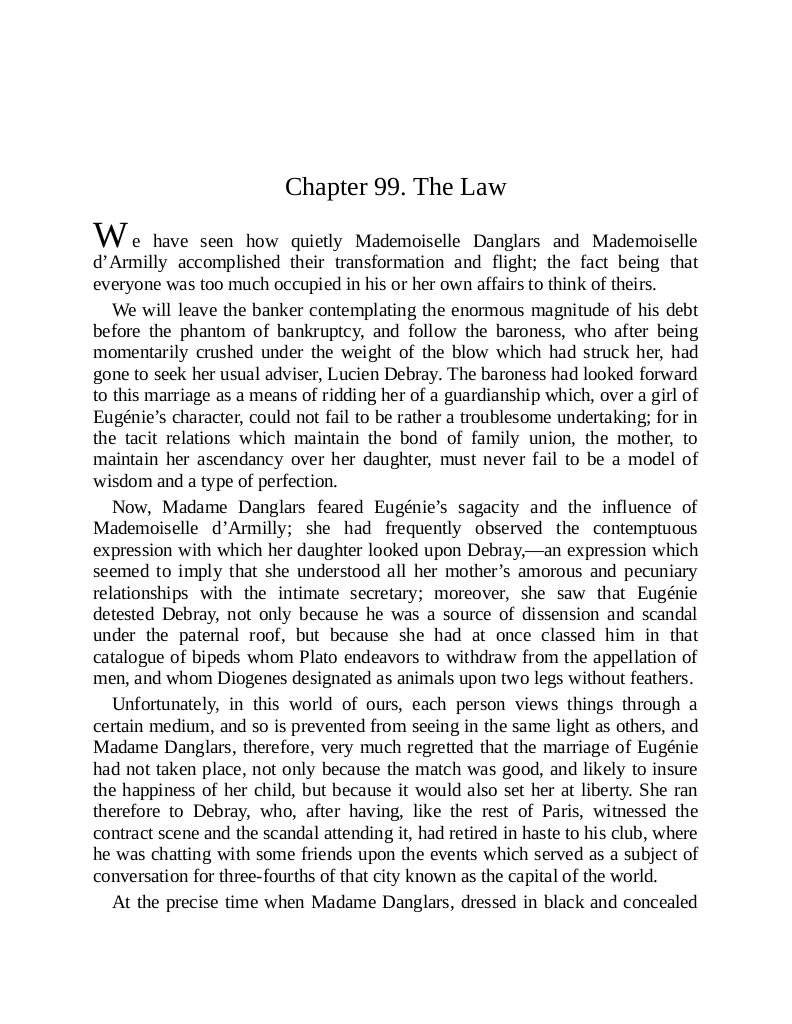 Chapter 99. The Law
We have seen how quietly Mademoiselle Danglars and Mademoiselle
d’Armilly accomplished their transformation and flight; the fact being that
everyone was too much occupied in his or her own affairs to think of theirs.
We will leave the banker contemplating the enormous magnitude of his debt
before the phantom of bankruptcy, and follow the baroness, who after being
momentarily crushed under the weight of the blow which had struck her, had
gone to seek her usual adviser, Lucien Debray. The baroness had looked forward
to this marriage as a means of ridding her of a guardianship which, over a girl of
Eugénie’s character, could not fail to be rather a troublesome undertaking; for in
the tacit relations which maintain the bond of family union, the mother, to
maintain her ascendancy over her daughter, must never fail to be a model of
wisdom and a type of perfection.
Now, Madame Danglars feared Eugénie’s sagacity and the influence of
Mademoiselle d’Armilly; she had frequently observed the contemptuous
expression with which her daughter looked upon Debray,—an expression which
seemed to imply that she understood all her mother’s amorous and pecuniary
relationships with the intimate secretary; moreover, she saw that Eugénie
detested Debray, not only because he was a source of dissension and scandal
under the paternal roof, but because she had at once classed him in that
catalogue of bipeds whom Plato endeavors to withdraw from the appellation of
men, and whom Diogenes designated as animals upon two legs without feathers.
Unfortunately, in this world of ours, each person views things through a
certain medium, and so is prevented from seeing in the same light as others, and
Madame Danglars, therefore, very much regretted that the marriage of Eugénie
had not taken place, not only because the match was good, and likely to insure
the happiness of her child, but because it would also set her at liberty. She ran
therefore to Debray, who, after having, like the rest of Paris, witnessed the
contract scene and the scandal attending it, had retired in haste to his club, where
he was chatting with some friends upon the events which served as a subject of
conversation for three-fourths of that city known as the capital of the world.
At the precise time when Madame Danglars, dressed in black and concealed